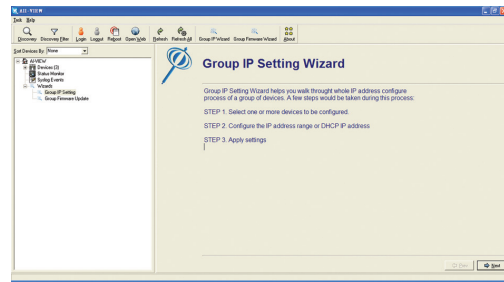 AI-VIEW
Task Help
Discovery Discovery Filter Login Logout Reboot Open Web Refresh Refresh All Group IP Wizard Group Firmware Wizard About
Sort Devices By None
AI-VIEW
Devices (3)
Status Monitor
Syslog Events
Wizards
Group IP Setting
Group Firmware Update
Group IP Setting Wizard
Group IP Setting Wizard helps you walk throught whole IP address configure
process of a group of devices. A few steps would be taken during this process:
STEP 1. Select one or more devices to be configured
STEP 2. Configure the IP address range or DHCP IP address
STEP 3. Apply settings
Next